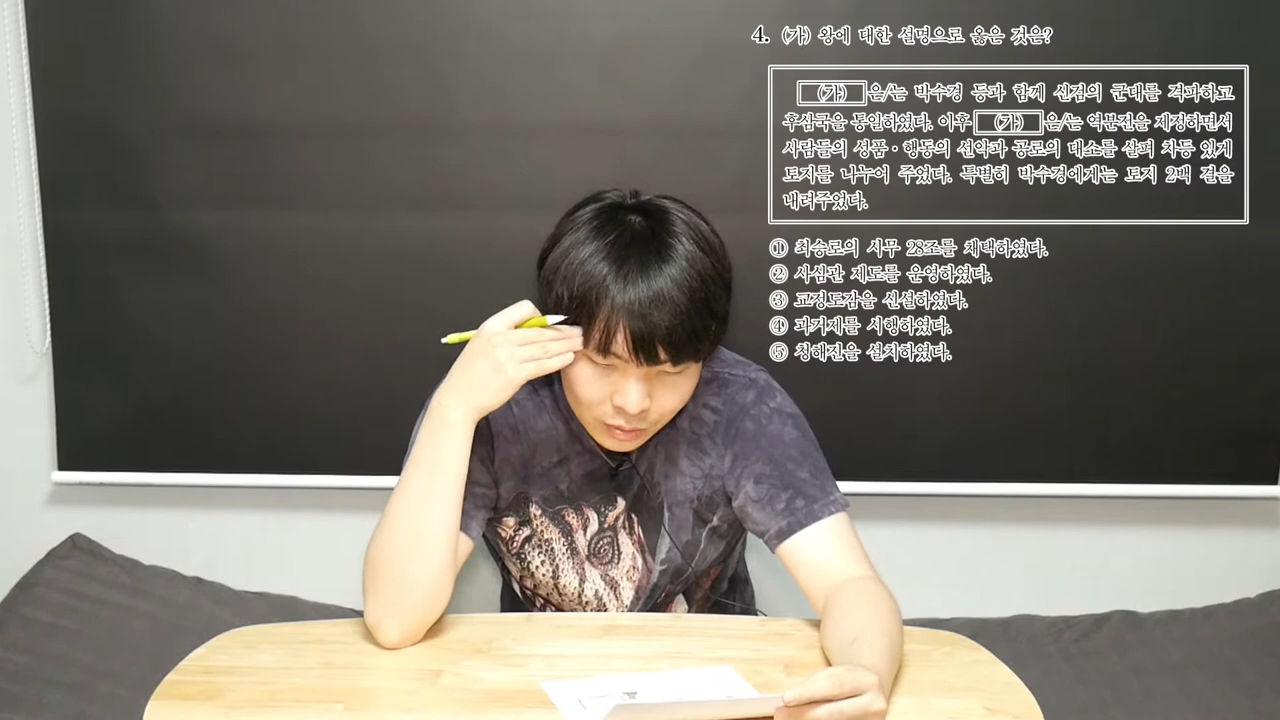 4. (가) 왕에 대한 설명으로 옳은 것은?
(가) 은/는 박수경 등과 함께 신검의 군대를 격파하고
후삼국을 통일하였다. 이후 (가) 은/는 역분전을 제정하면서
사람들의 성품·행동의 선악과 공로의 대소를 살펴 차등 있게
토지를 나누어 주었다. 특별히 박수경에게는 토지 2백 결을
내려주었다.
① 최승로의 시무 28조를 채택하였다.
② 사심관 제도를 운영하였다.
③ 교정도감을 신설하였다.
④ 과거제를 시행하였다.
⑤ 청해진을 설치하였다.